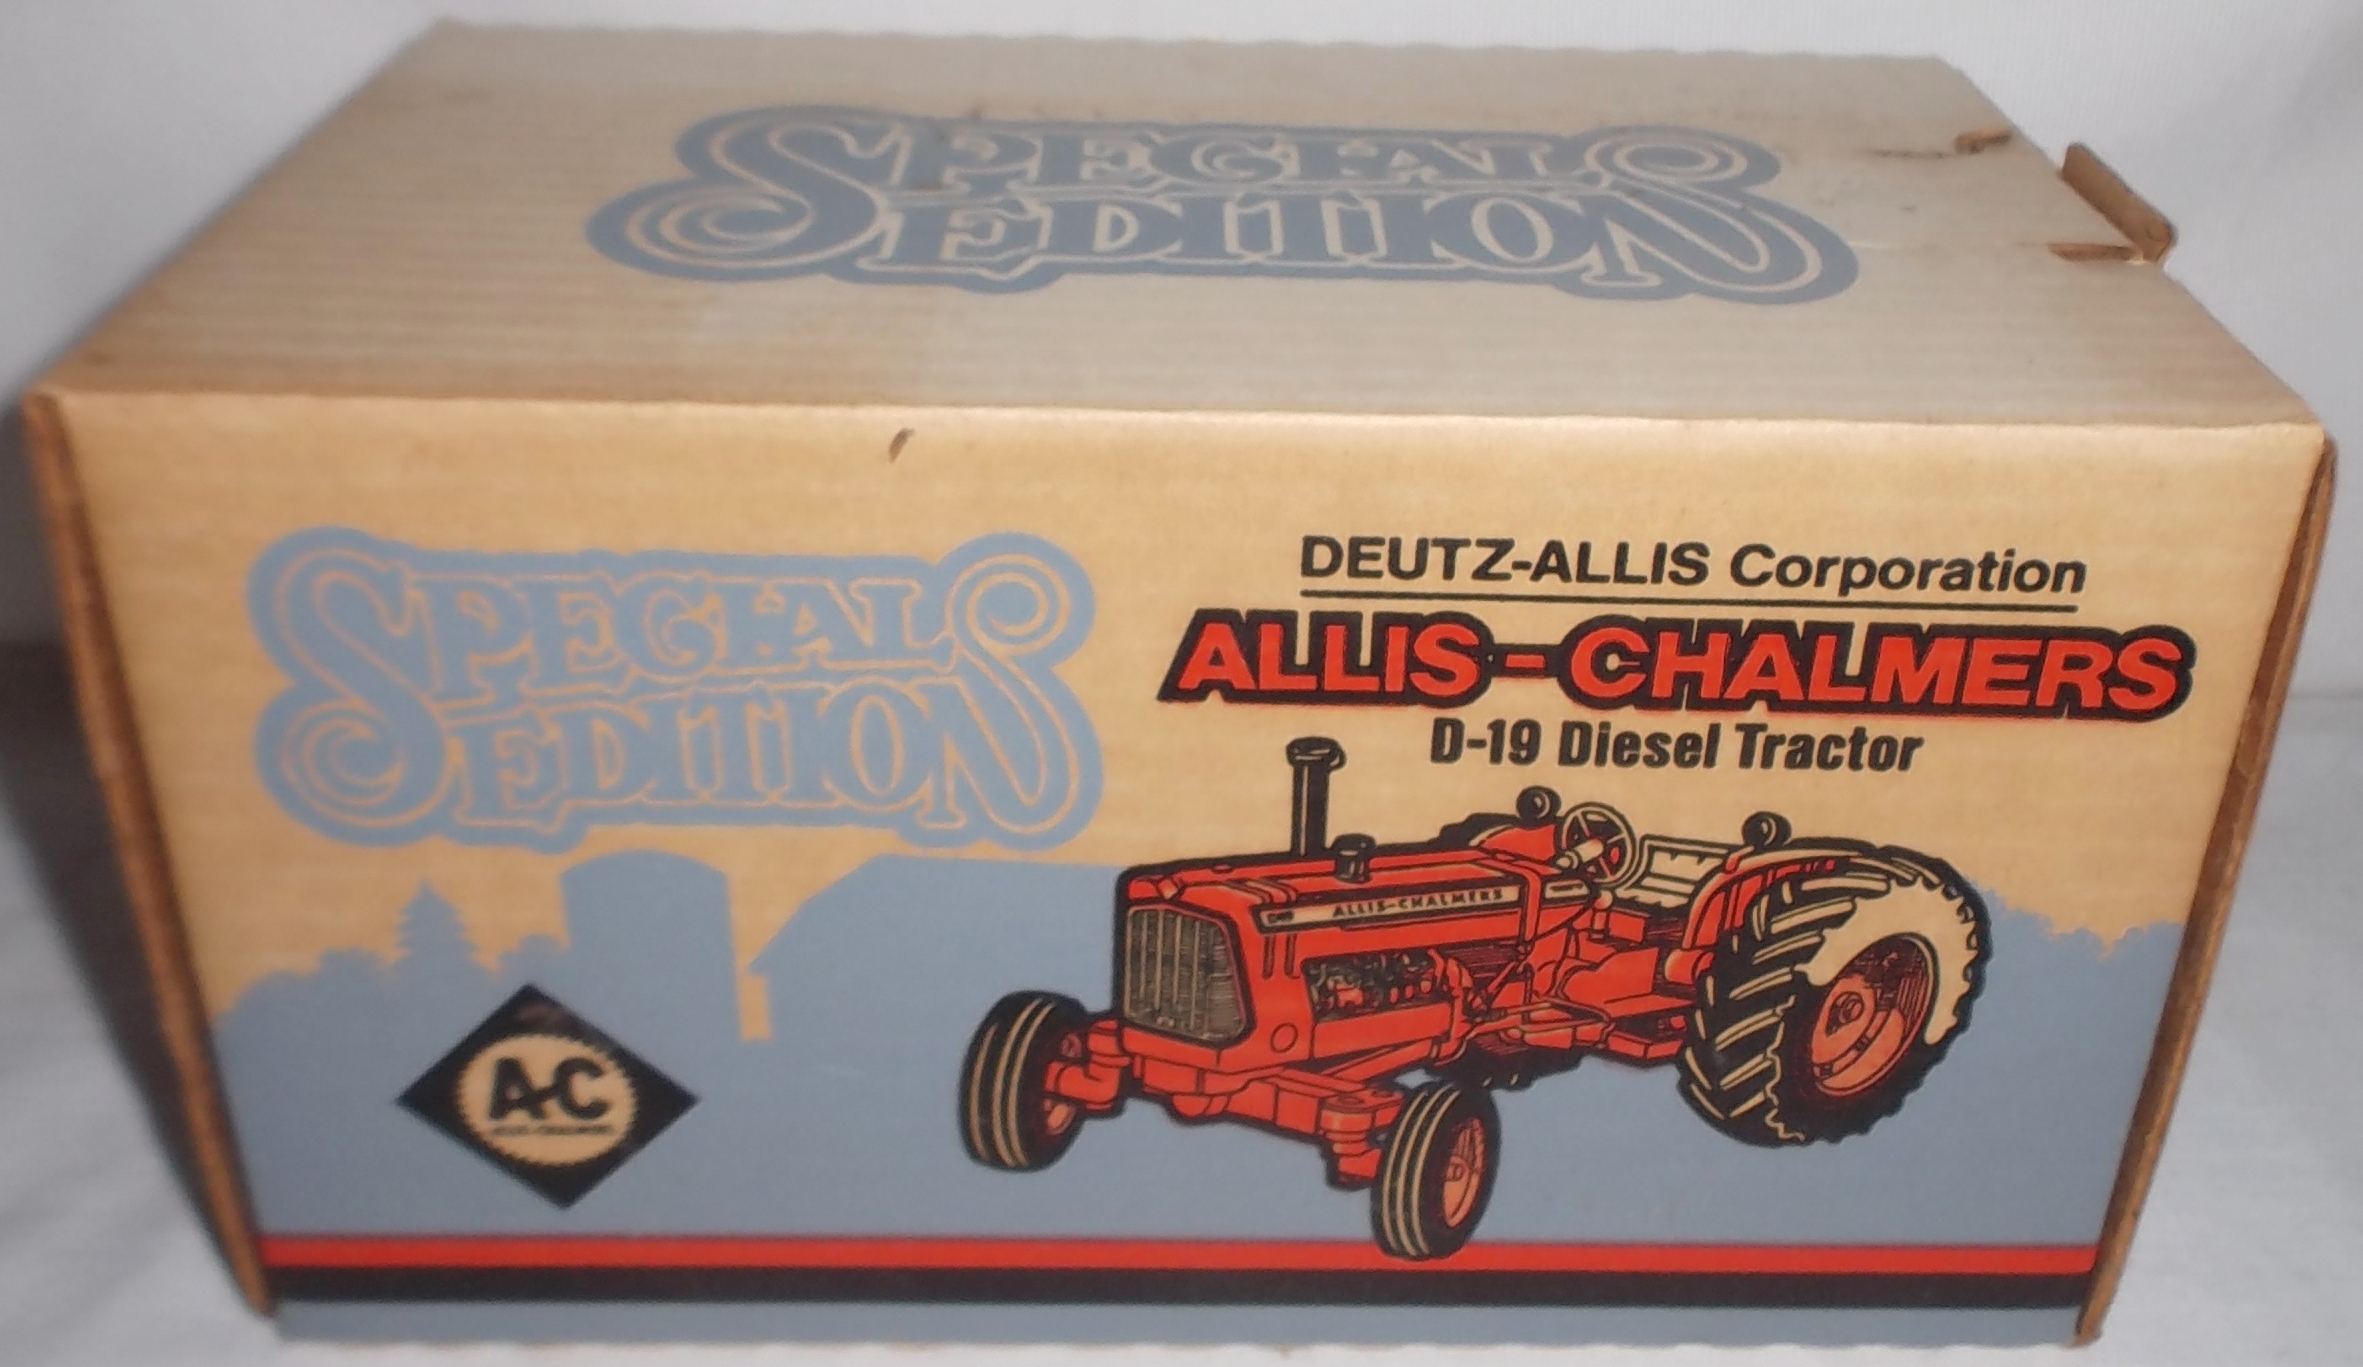 SPECIAL
EDITION
SPECIAL
EDITION
DEUTZ-ALLIS Corporation
ALLIS-CHALMERS
D-19 Diesel Tractor
ALLIS-CHALMERS
A-C